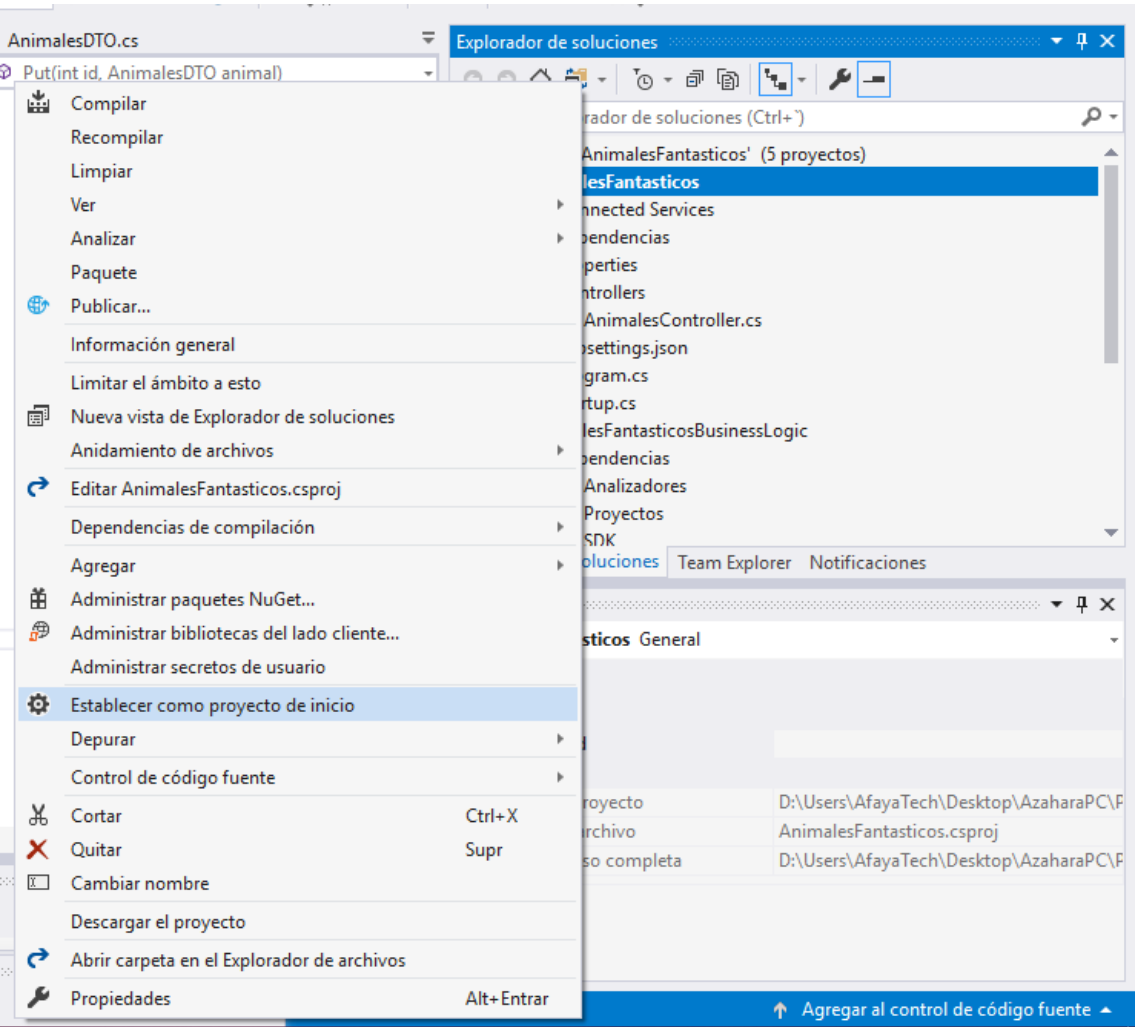 AnimalesDTO.cs
Put(int id, AnimalesDTO animal)
Compilar
Recompilar
Limpiar
Ver
Analizar
Paquete
Publicar...
Información general
Limitar el ámbito a esto
Nueva vista de Explorador de soluciones
Anidamiento de archivos
Editar AnimalesFantasticos.csproj
Dependencias de compilación
Agregar
Administrar paquetes NuGet...
Administrar bibliotecas del lado cliente...
Administrar secretos de usuario
Establecer como proyecto de inicio
Depurar
Control de código fuente
Cortar Ctrl+X
Quitar Supr
Cambiar nombre
Descargar el proyecto
Abrir carpeta en el Explorador de archivos
Propiedades Alt+Entrar
Explorador de soluciones
rador de soluciones (Ctrl+`)
AnimalesFantasticos' (5 proyectos)
lesFantasticos
nnected Services
pendencias
perties
ntrollers
AnimalesController.cs
psettings.json
gram.cs
rtup.cs
lesFantasticosBusinessLogic
pendencias
Analizadores
Proyectos
SDK
oluciones Team Explorer Notificaciones
sticos General
royecto D:\Users\AfayaTech\Desktop\AzaharaPC\P
rchivo AnimalesFantasticos.csproj
so completa D:\Users\AfayaTech\Desktop\AzaharaPC\P
Agregar al control de código fuente